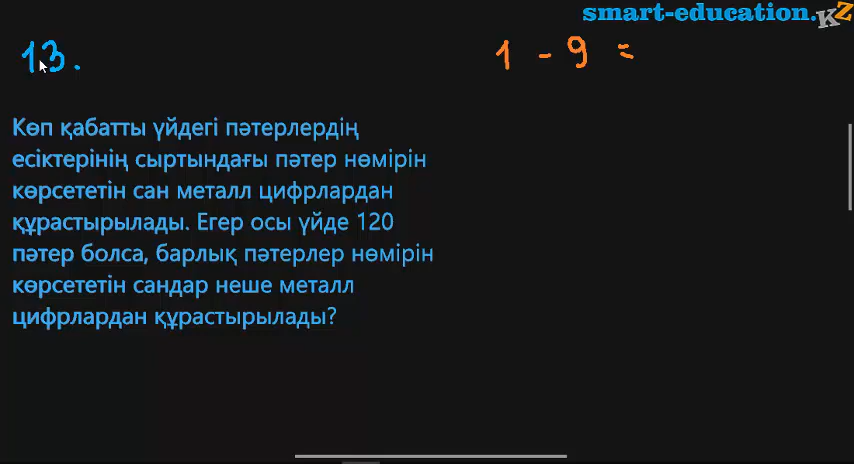 smart-education.KZ
13.
1 - 9 =
Көп қабатты үйдегі пәтерлердің
есіктерінің сыртындағы пәтер нөмірін
көрсететін сан металл цифрлардан
құрастырылады. Егер осы үйде 120
пәтер болса, барлық пәтерлер нөмірін
көрсететін сандар неше металл
цифрлардан құрастырылады?